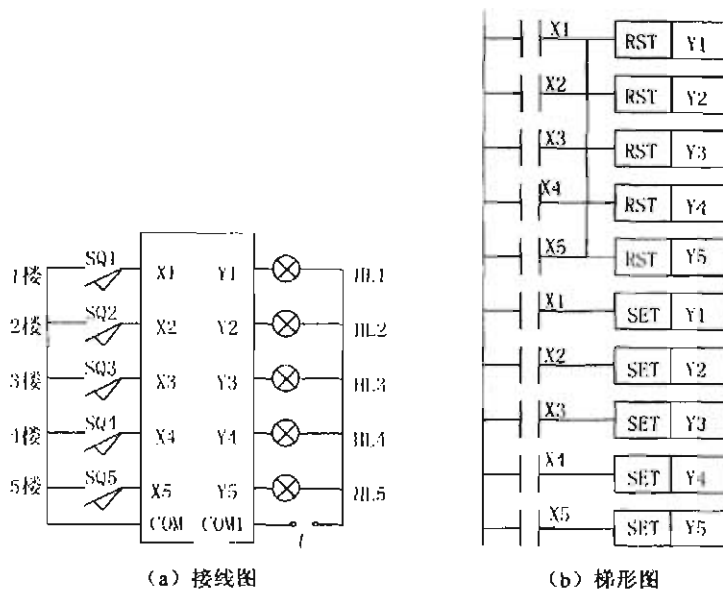 1楼 SQ1 X1 Y1 HL1
2楼 SQ2 X2 Y2 HL2
3楼 SQ3 X3 Y3 HL3
4楼 SQ4 X4 Y4 HL4
5楼 SQ5 X5 Y5 HL5
COM COM1
(a) 接线图
X1 RST Y1
X2 RST Y2
X3 RST Y3
X4 RST Y4
X5 RST Y5
X1 SET Y1
X2 SET Y2
X3 SET Y3
X4 SET Y4
X5 SET Y5
(b) 梯形图